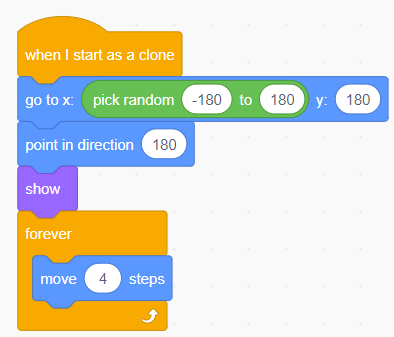 when I start as a clone
go to x: pick random -180 to 180 y: 180
point in direction 180
show
forever
move 4 steps